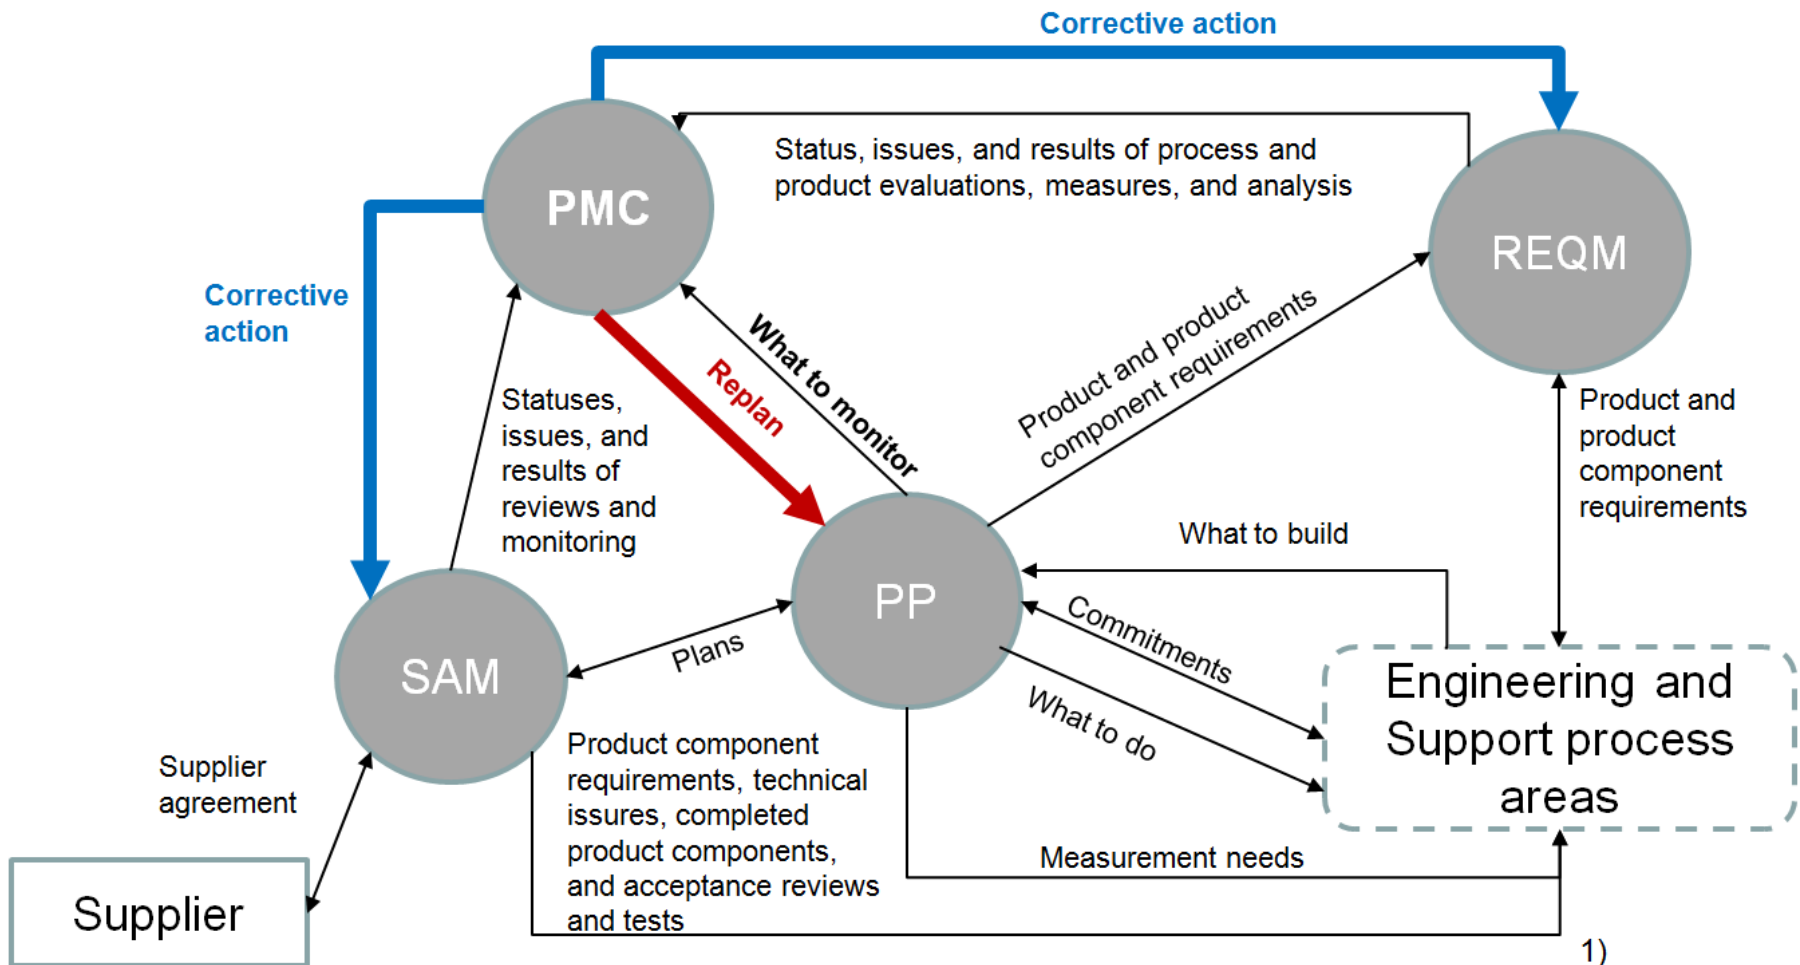 Corrective action
Status, issues, and results of process and
product evaluations, measures, and analysis
PMC
REQM
Corrective
action
What to monitor
Replan
Product and product
component requirements
Statuses,
issues, and
results of
reviews and
monitoring
Product and
product
component
requirements
What to build
PP
Commitments
Plans
SAM
What to do
Engineering and
Support process
areas
Product component
requirements, technical
issures, completed
product components,
and acceptance reviews
and tests
Supplier
agreement
Measurement needs
Supplier
1)